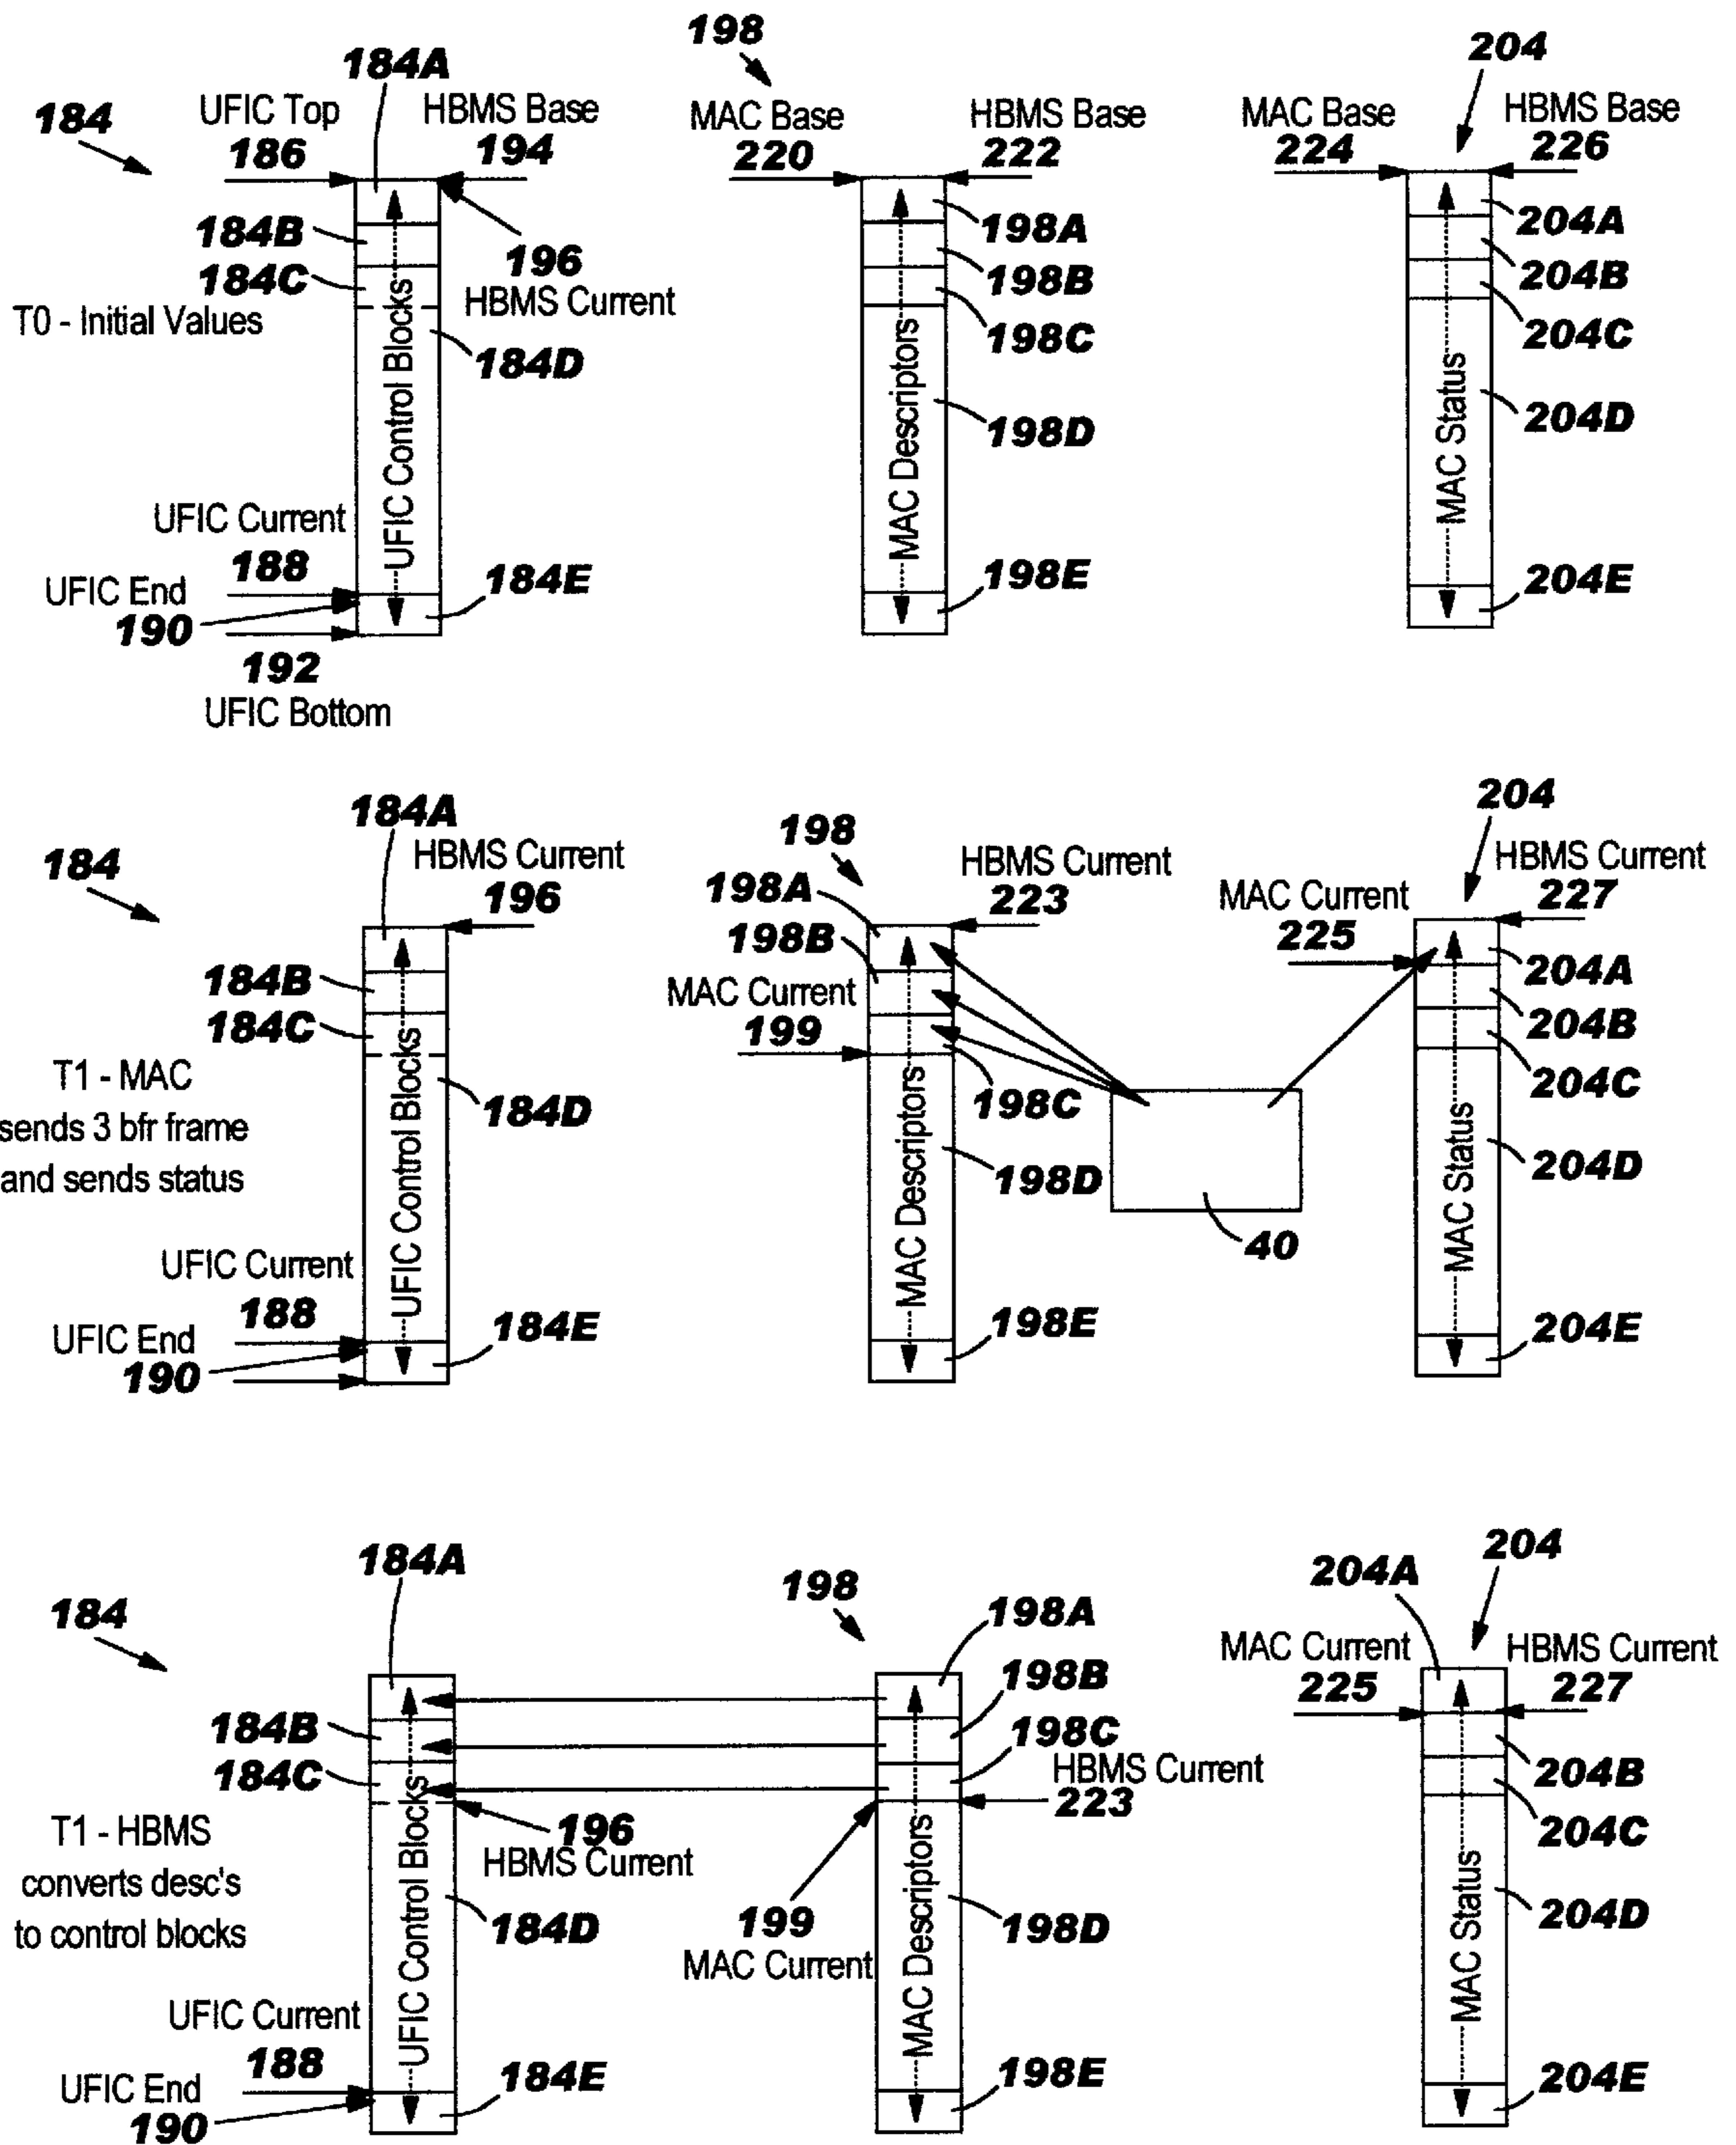 198
204
184A
184
UFIC Top
HBMS Base
MAC Base
HBMS Base
MAC Base
HBMS Base
186
194
220
222
224
226
184B
196
HBMS Current
198A
204A
184C
198B
204B
T0 - Initial Values
184D
198C
204C
UFIC Control Blocks
MAC Descriptors
MAC Status
198D
204D
UFIC Current
188
184E
198E
204E
UFIC End
190
192
UFIC Bottom
184A
HBMS Current
198
204
184
196
198A
HBMS Current
223
HBMS Current
227
198B
MAC Current
225
184B
MAC Current
204A
184C
199
204B
T1 - MAC
sends 3 bfr frame
and sends status
184D
198C
204C
UFIC Control Blocks
MAC Descriptors
MAC Status
198D
204D
40
UFIC Current
188
184E
198E
204E
UFIC End
190
184A
198
204A
204
184
198A
MAC Current
HBMS Current
198B
225
227
184B
198C
184C
HBMS Current
223
204B
T1 - HBMS
converts desc's
to control blocks
196
HBMS Current
204C
UFIC Control Blocks
MAC Descriptors
MAC Status
184D
199
MAC Current
198D
204D
UFIC Current
188
184E
198E
204E
UFIC End
190